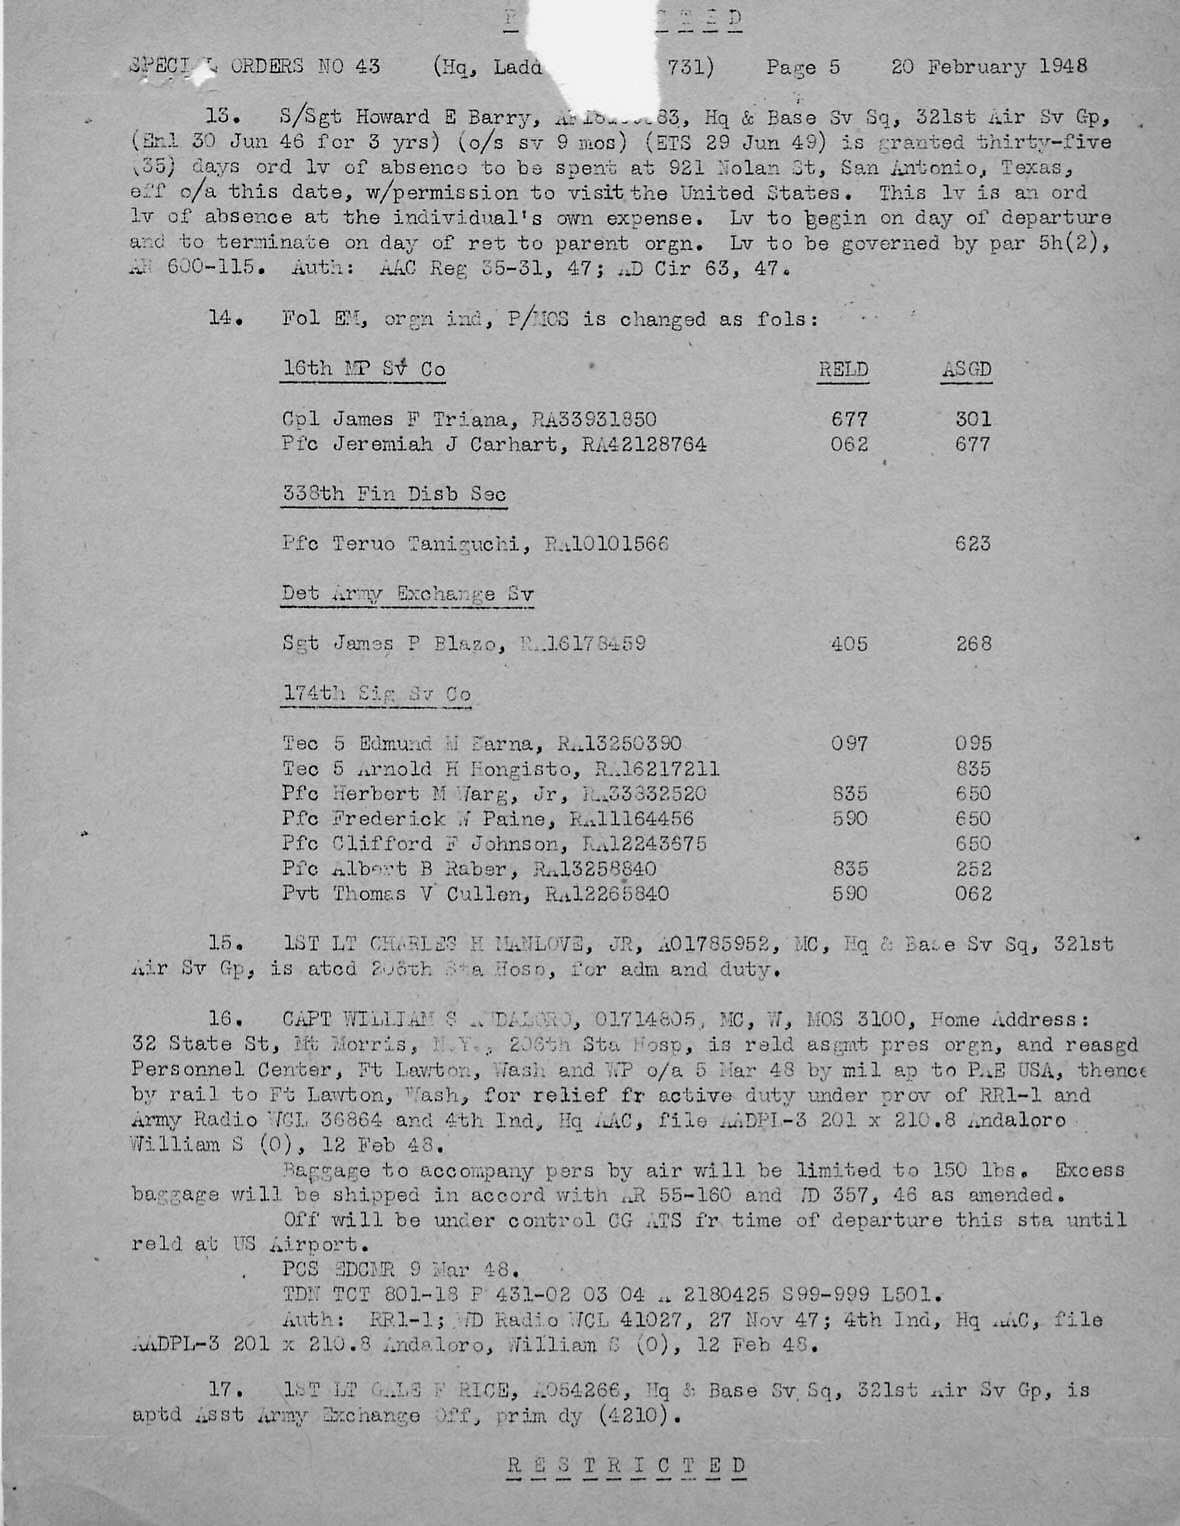 T E D
SPECIAL ORDERS NO 43 (Hq, Ladd 731) Page 5 20 February 1948
13. S/Sgt Howard E Barry, 83, Hq & Base Sv Sq, 321st Air Sv Gp,
(Enl 30 Jun 46 for 3 yrs) (o/s sv 9 mos) (ETS 29 Jun 49) is granted thirty-five
(35) days ord lv of absence to be spent at 921 Nolan St, San Antonio, Texas,
eff o/a this date, w/permission to visit the United States. This lv is an ord
lv of absence at the individual's own expense. Lv to begin on day of departure
and to terminate on day of ret to parent orgn. Lv to be governed by par 5h(2),
AR 600-115. Auth: AAC Reg 35-31, 47; AD Cir 63, 47.
14. Fol EM, orgn ind, P/MOS is changed as fols:
16th MP Sv Co RELD ASGD
Cpl James F Triana, RA33931850 677 301
Pfc Jeremiah J Carhart, RA42128764 062 677
338th Fin Disb Sec
Pfc Teruo Taniguchi, RA10101566 623
Det Army Exchange Sv
Sgt James P Blazo, RA16178459 405 268
174th Sig Sv Co
Tec 5 Edmund M Barna, RA13250390 097 095
Tec 5 Arnold H Hongisto, RA16217211 835
Pfc Herbert M Warg, Jr, RA33832520 835 650
Pfc Frederick W Paine, RA11164456 590 650
Pfc Clifford F Johnson, RA12243675 650
Pfc Albert B Raber, RA13258840 835 252
Pvt Thomas V Cullen, RA12265840 590 062
15. 1ST LT CHARLES H MANLOVE, JR, AO1785952, MC, Hq & Base Sv Sq, 321st
Air Sv Gp, is atcd 206th Sta Hosp, for adm and duty.
16. CAPT WILLIAM S ANDALORO, O1714805, MC, W, MOS 3100, Home Address:
32 State St, Mt Morris, N.Y., 206th Sta Hosp, is reld asgmt pres orgn, and reasgd
Personnel Center, Ft Lawton, Wash and WP o/a 5 Mar 48 by mil ap to PAE USA, thence
by rail to Ft Lawton, Wash, for relief fr active duty under prov of RR1-1 and
Army Radio WCL 36864 and 4th Ind, Hq AAC, file AADPL-3 201 x 210.8 Andaloro
William S (O), 12 Feb 48.
Baggage to accompany pers by air will be limited to 150 lbs. Excess
baggage will be shipped in accord with AR 55-160 and WD 357, 46 as amended.
Off will be under control CG ATS fr time of departure this sta until
reld at US Airport.
PCS EDCMR 9 Mar 48.
TDN TCT 801-18 P 431-02 03 04 A 2180425 S99-999 L501.
Auth: RR1-1; WD Radio WCL 41027, 27 Nov 47; 4th Ind, Hq AAC, file
AADPL-3 201 x 210.8 Andaloro, William S (O), 12 Feb 48.
17. 1ST LT GALE F RICE, AO54266, Hq & Base Sv Sq, 321st Air Sv Gp, is
aptd Asst Army Exchange Off, prim dy (4210).
R E S T R I C T E D